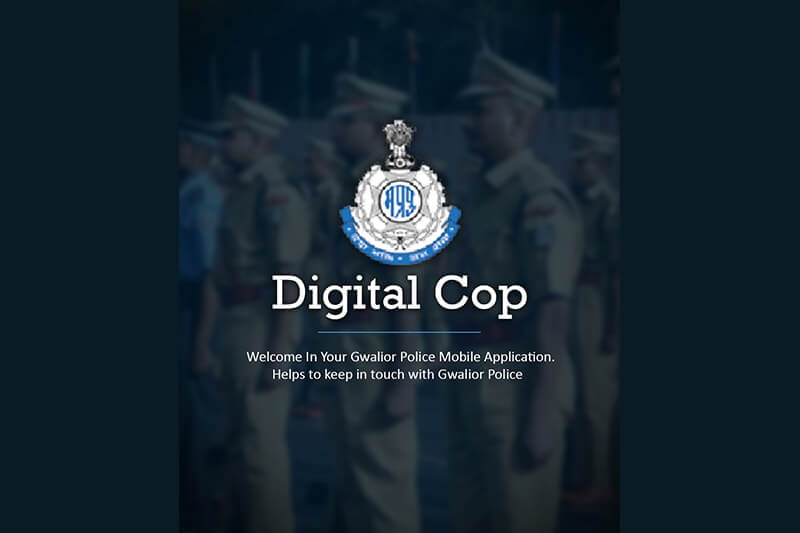 Digital Cop
Welcome In Your Gwalior Police Mobile Application.
Helps to keep in touch with Gwalior Police